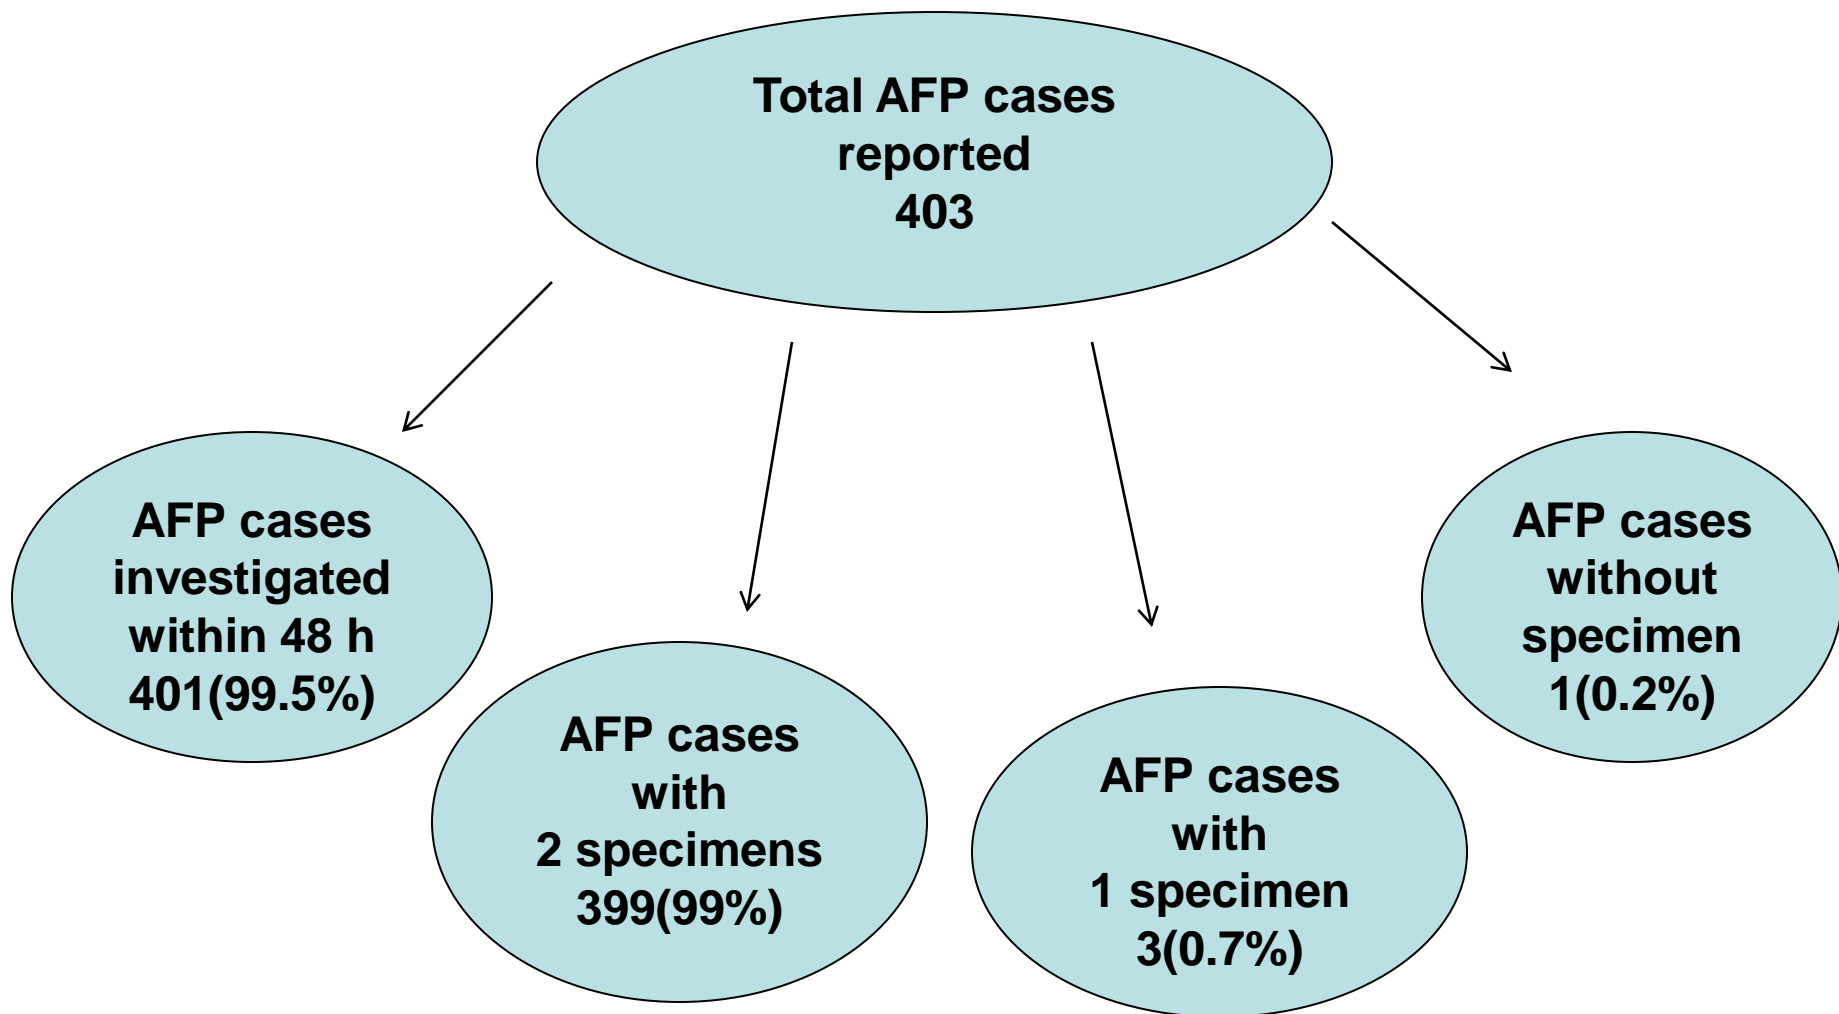 Total AFP cases
reported
403
AFP cases
investigated
within 48 h
401(99.5%)
AFP cases
with
2 specimens
399(99%)
AFP cases
with
1 specimen
3(0.7%)
AFP cases
without
specimen
1(0.2%)